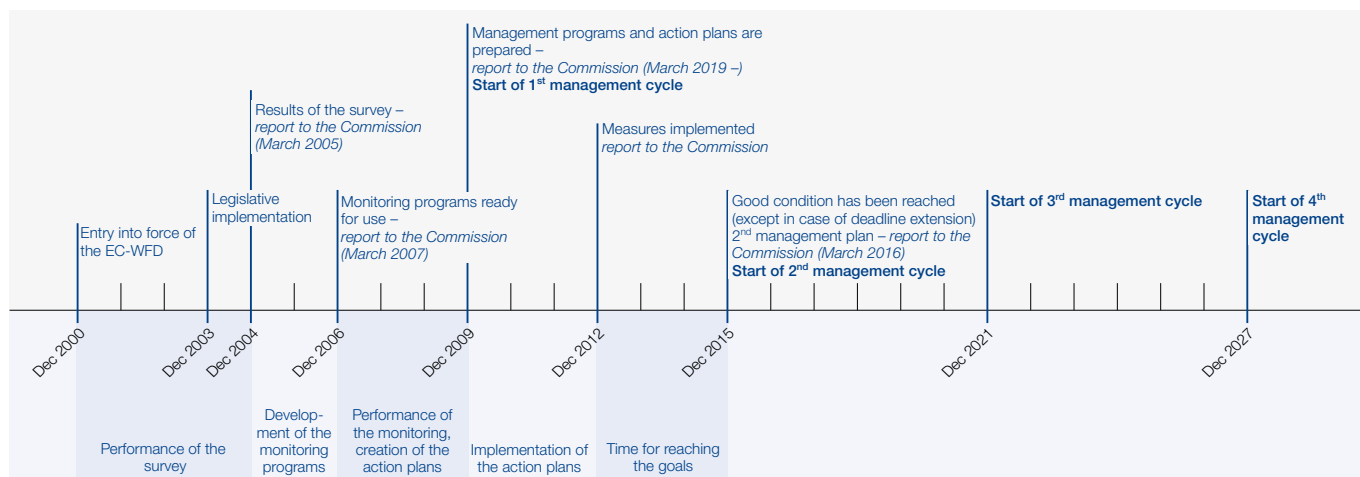 Management programs and action plans are
prepared –
report to the Commission (March 2019 –)
Start of 1st management cycle
Results of the survey –
report to the Commission
(March 2005)
Measures implemented
report to the Commission
Legislative
implementation
Monitoring programs ready
for use –
report to the Commission
(March 2007)
Good condition has been reached
(except in case of deadline extension)
2nd management plan – report to the
Commission (March 2016)
Start of 2nd management cycle
Start of 3rd management cycle
Start of 4th
management
cycle
Entry into force of
the EC-WFD
Dec 2000
Dec 2003
Dec 2004
Dec 2006
Dec 2009
Dec 2012
Dec 2015
Dec 2021
Dec 2027
Performance of the
survey
Develop-
ment of the
monitoring
programs
Performance of
the monitoring,
creation of the
action plans
Implementation of
the action plans
Time for reaching
the goals